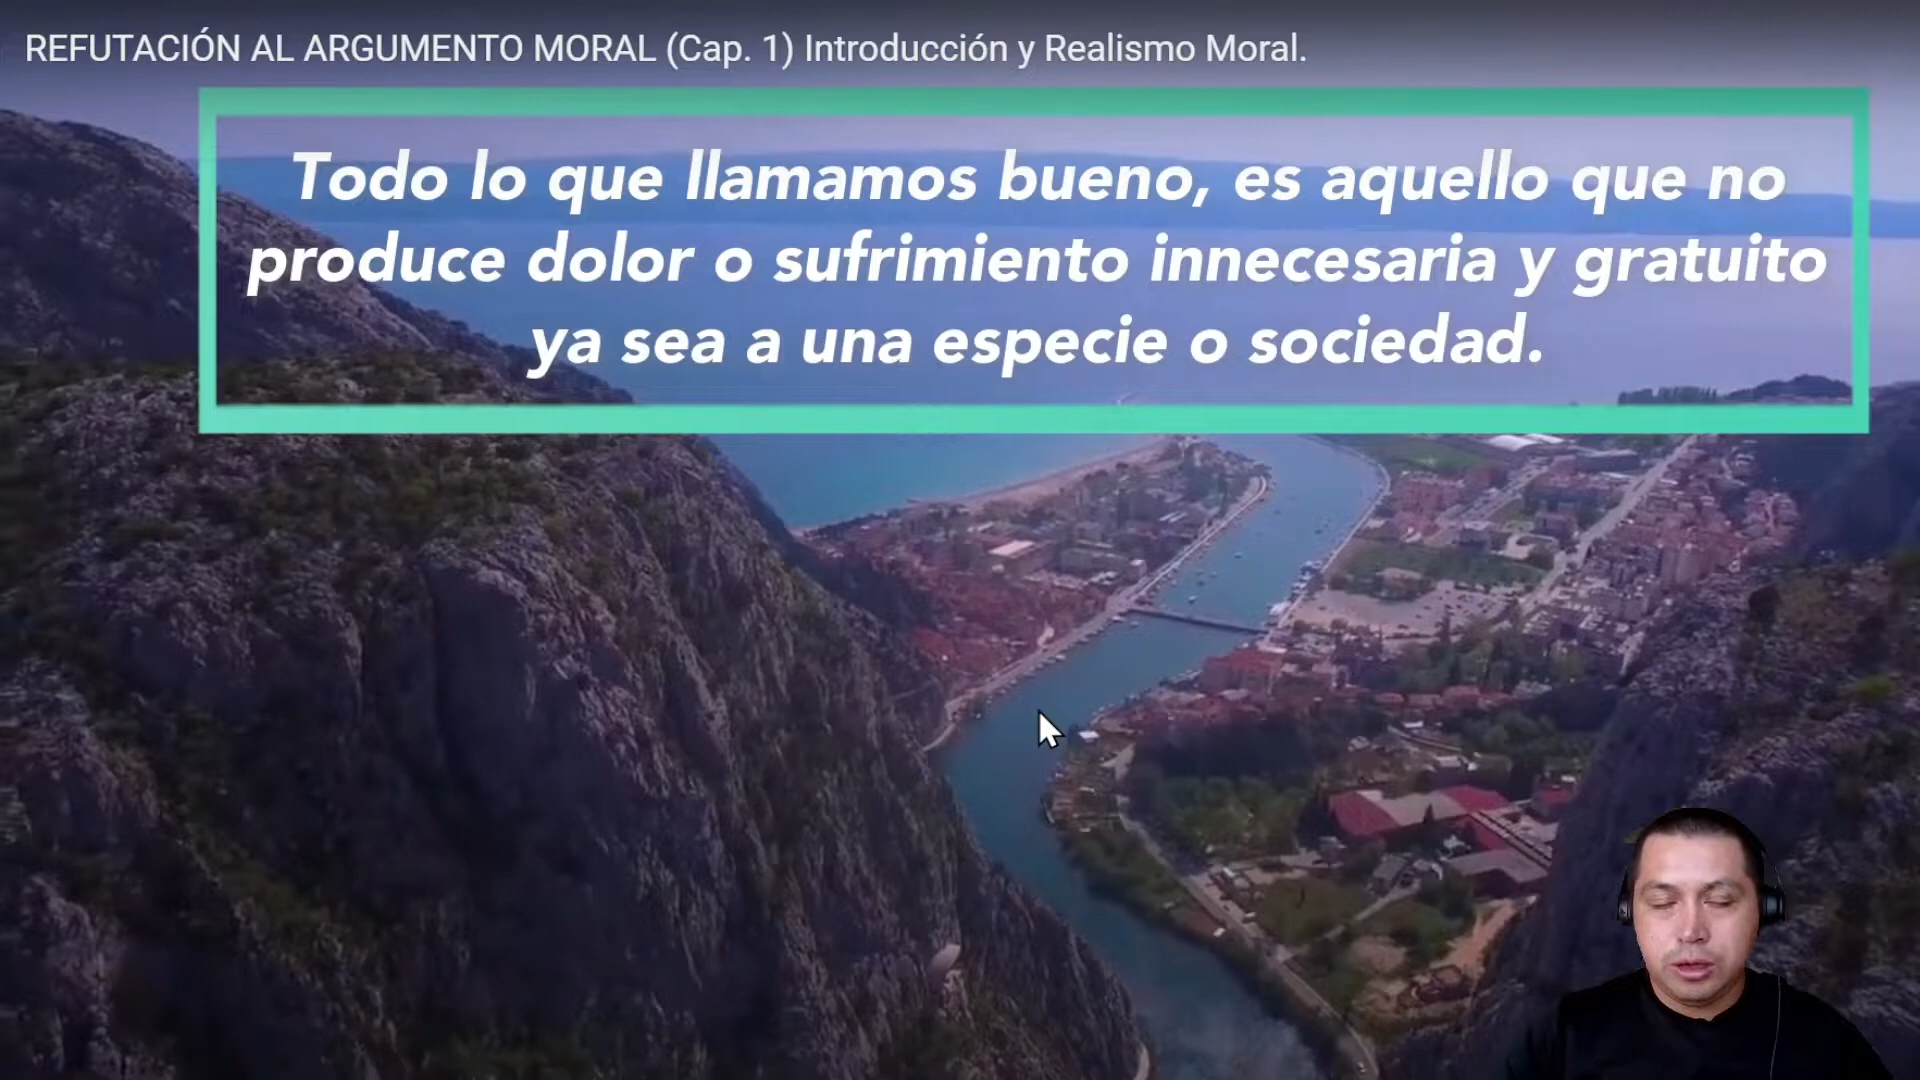 REFUTACIÓN AL ARGUMENTO MORAL (Cap. 1) Introducción y Realismo Moral.
Todo lo que llamamos bueno, es aquello que no
produce dolor o sufrimiento innecesaria y gratuito
ya sea a una especie o sociedad.